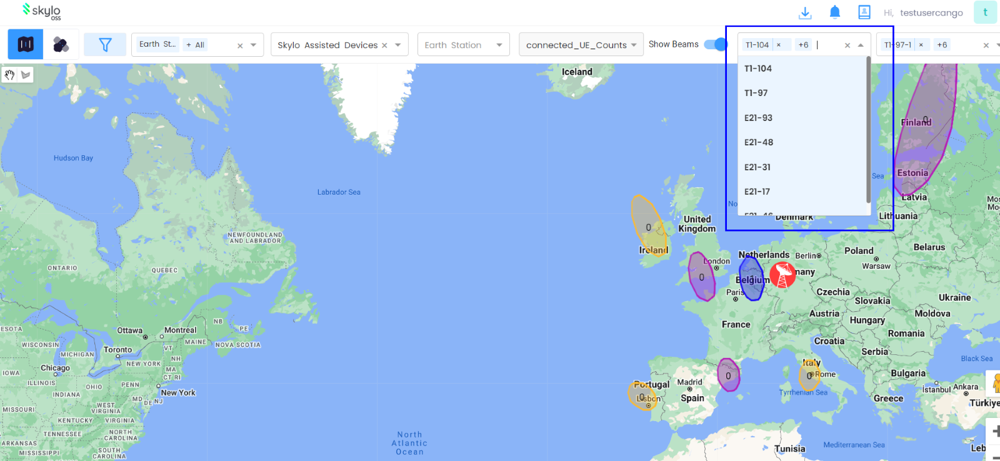 skylo
OSS
Hi, testusercango
t
Earth St... + All
Skylo Assisted Devices
Earth Station
connected_UE_Counts
Show Beams
T1-104 × +6
T1-97-1 × +6
T1-104
T1-97
E21-93
E21-48
E21-31
E21-17
E21-46
Iceland
0
Finland
Hudson Bay
Estonia
Sea
Labrador Sea
Latvia
No
Denmark
Lithuania
Mos
Mo
United
Kingdom
0
NEWFOUNDLAND
AND LABRADOR
Ireland
Netherlands
Berlin
Poland
Warsaw
Belarus
ONTARIO
QUEBEC
London
0
Belgium
many
Paris
Czechia
Slovakia
Ukraine
Austria
Hungary
Moldova
France
Romania
NB
PE
ESOTA
Ottawa
Montreal
MAINE
NOVA SCOTIA
WISCONSIN
MICHIGAN
Toronto
VT
NH
NEW YORK
MA
CT RI
Croatia
Serbia
Black Sea
Italy
Rome
0
0
Bulgaria
Chicago
IOWA
ILLINOIS
OHIO
PENN
INDIANA
New York
MD
DE
NJ
WEST
VIRGINIA
MISSOURI
KENTUCKY
VIRGINIA
TENNESSEE
NORTH
CAROLINA
ARKANSAS
MISSISSIPPI
SOUTH
CAROLINA
Portugal
0
Lisbon
Madrid
Spain
Tyrrhenian Sea
Greece
İstanbul
Ankara
Türkiye
North
Atlantic
Ocean
Tunisia
Mediterranean Sea
Leb